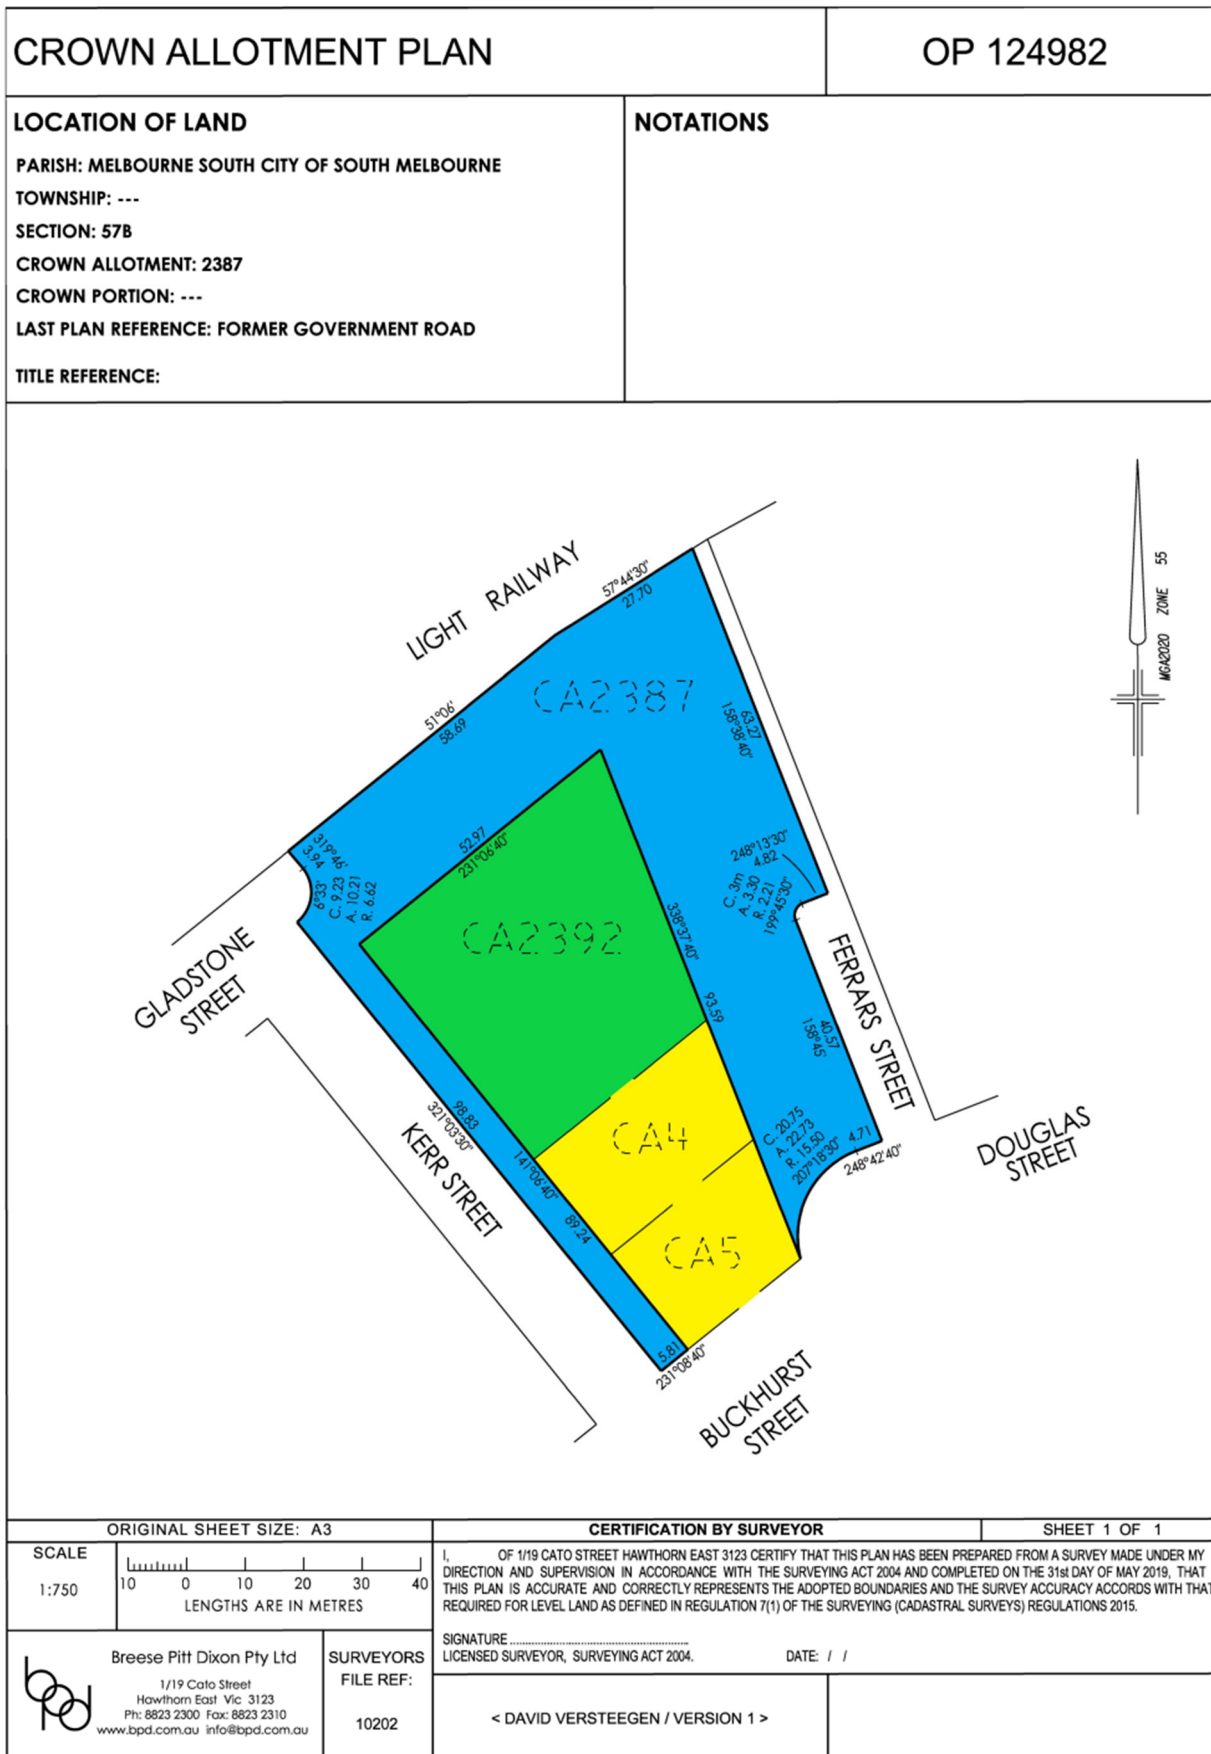 CROWN ALLOTMENT PLAN
OP 124982
LOCATION OF LAND
PARISH: MELBOURNE SOUTH CITY OF SOUTH MELBOURNE
TOWNSHIP: ---
SECTION: 57B
CROWN ALLOTMENT: 2387
CROWN PORTION: ---
LAST PLAN REFERENCE: FORMER GOVERNMENT ROAD
TITLE REFERENCE:
NOTATIONS
LIGHT RAILWAY
57°44'30"
27.70
51°06'
58.69
CA2387
63.27
158°38'40"
MGA2020 ZONE 55
319°46'
3.94
6°33'
C. 9.23
A. 10.21
R. 6.62
52.97
231°06'40"
248°13'30"
4.82
C. 3m
A. 3.30
R. 2.21
199°45'30"
CA2392
338°37'40"
93.59
GLADSTONE
STREET
FERRARS STREET
40.57
158°45'
98.83
321°03'30"
KERR STREET
141°06'40"
89.24
CA4
CA5
C. 20.75
A. 22.73
R. 15.50
207°18'30"
4.71
248°42'40"
DOUGLAS
STREET
5.81
231°08'40"
BUCKHURST
STREET
ORIGINAL SHEET SIZE: A3
SCALE
1:750
10 0 10 20 30 40
LENGTHS ARE IN METRES
CERTIFICATION BY SURVEYOR
SHEET 1 OF 1
I, OF 1/19 CATO STREET HAWTHORN EAST 3123 CERTIFY THAT THIS PLAN HAS BEEN PREPARED FROM A SURVEY MADE UNDER MY
DIRECTION AND SUPERVISION IN ACCORDANCE WITH THE SURVEYING ACT 2004 AND COMPLETED ON THE 31st DAY OF MAY 2019, THAT
THIS PLAN IS ACCURATE AND CORRECTLY REPRESENTS THE ADOPTED BOUNDARIES AND THE SURVEY ACCURACY ACCORDS WITH THAT
REQUIRED FOR LEVEL LAND AS DEFINED IN REGULATION 7(1) OF THE SURVEYING (CADASTRAL SURVEYS) REGULATIONS 2015.
SIGNATURE ..........................................................
LICENSED SURVEYOR, SURVEYING ACT 2004. DATE: / /
bpd
Breese Pitt Dixon Pty Ltd
1/19 Cato Street
Hawthorn East Vic 3123
Ph: 8823 2300 Fax: 8823 2310
www.bpd.com.au info@bpd.com.au
SURVEYORS
FILE REF:
10202
< DAVID VERSTEEGEN / VERSION 1 >